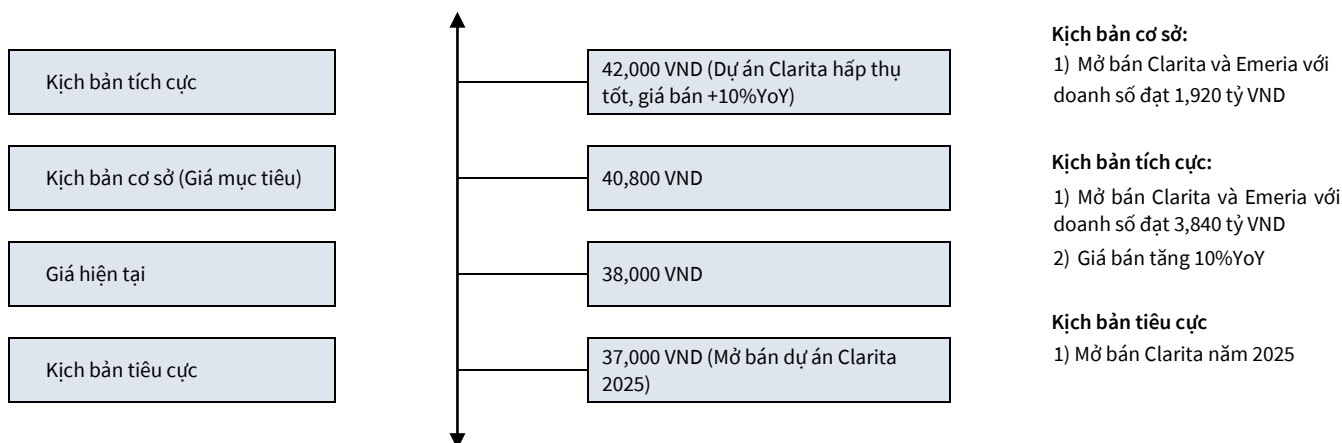 Kịch bản tích cực
42,000 VND (Dự án Clarita hấp thụ
tốt, giá bán +10%YoY)
Kịch bản cơ sở (Giá mục tiêu)
40,800 VND
Giá hiện tại
38,000 VND
Kịch bản tiêu cực
37,000 VND (Mở bán dự án Clarita
2025)
Kịch bản cơ sở:
1) Mở bán Clarita và Emeria với
doanh số đạt 1,920 tỷ VND
Kịch bản tích cực:
1) Mở bán Clarita và Emeria với
doanh số đạt 3,840 tỷ VND
2) Giá bán tăng 10%YoY
Kịch bản tiêu cực
1) Mở bán Clarita năm 2025